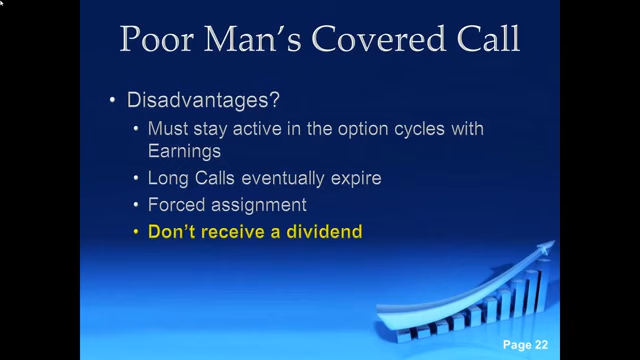 Poor Man's Covered Call
• Disadvantages?
• Must stay active in the option cycles with
Earnings
• Long Calls eventually expire
• Forced assignment
• Don't receive a dividend
Page 22